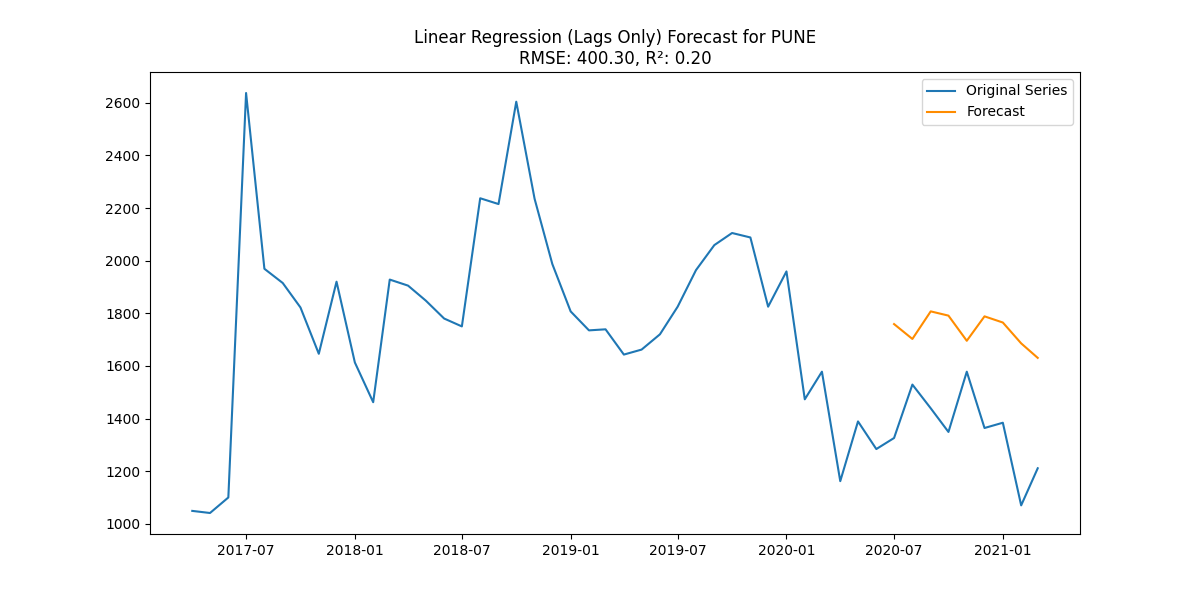 Linear Regression (Lags Only) Forecast for PUNE
RMSE: 400.30, R²: 0.20
Original Series
Forecast
2600
2400
2200
2000
1800
1600
1400
1200
1000
2017-07 2018-01 2018-07 2019-01 2019-07 2020-01 2020-07 2021-01